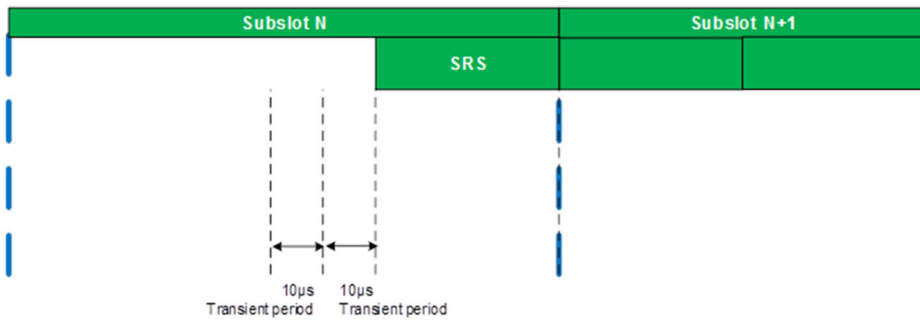 Subslot N
Subslot N+1
SRS
10µs
Transient period
10µs
Transient period